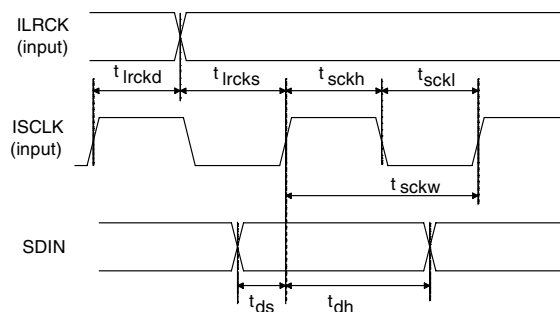 ILRCK
(input)
t lrckd
t lrcks
t sckh
t sckl
ISCLK
(input)
t sckw
SDIN
t ds
t dh